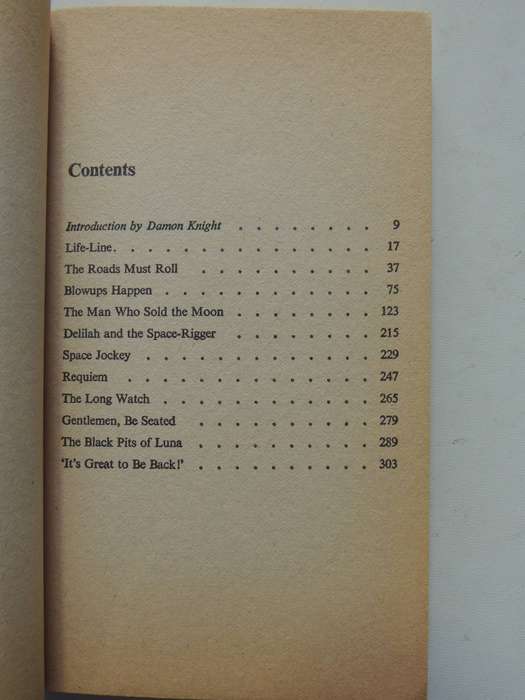 Contents
Introduction by Damon Knight . . . . . . . . 9
Life-Line. . . . . . . . . . . . . . 17
The Roads Must Roll . . . . . . . . . . 37
Blowups Happen . . . . . . . . . . . . 75
The Man Who Sold the Moon . . . . . . . . 123
Delilah and the Space-Rigger . . . . . . . . 215
Space Jockey . . . . . . . . . . . . 229
Requiem . . . . . . . . . . . . . 247
The Long Watch . . . . . . . . . . . . 265
Gentlemen, Be Seated . . . . . . . . . . 279
The Black Pits of Luna . . . . . . . . . . 289
'It's Great to Be Back!' . . . . . . . . . . 303